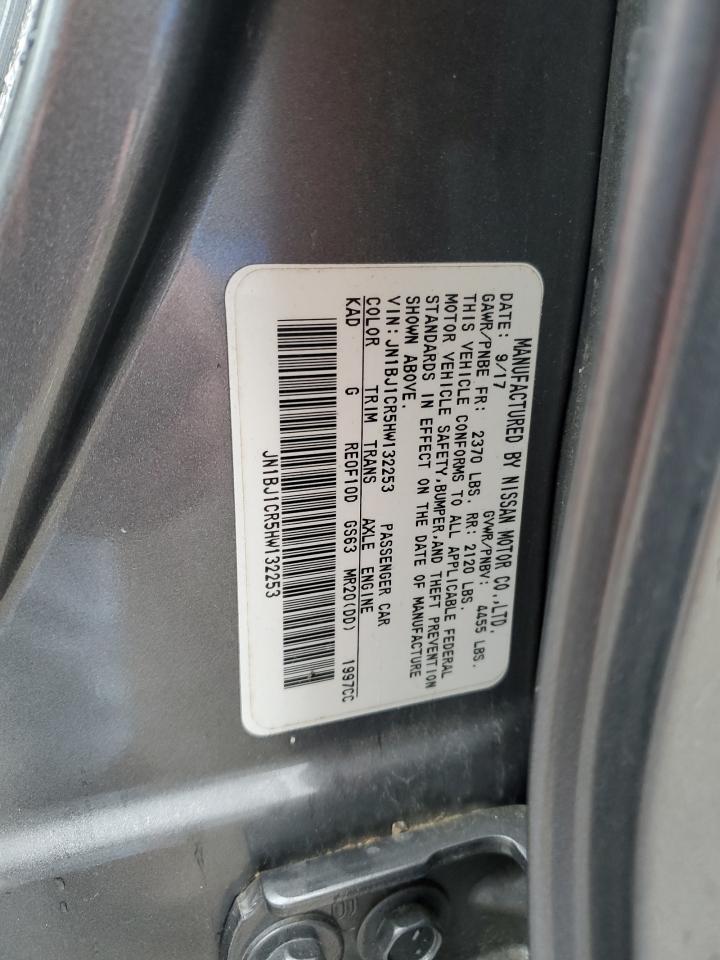 MANUFACTURED BY NISSAN MOTOR CO.,LTD.
DATE: 9/17 GVWR/PNBV: 4455 LBS.
GAWR/PNBE FR: 2370 LBS. RR: 2120 LBS.
THIS VEHICLE CONFORMS TO ALL APPLICABLE FEDERAL
MOTOR VEHICLE SAFETY,BUMPER,AND THEFT PREVENTION
STANDARDS IN EFFECT ON THE DATE OF MANUFACTURE
SHOWN ABOVE.
VIN:JN1BJ1CR5HW132253 PASSENGER CAR
COLOR TRIM TRANS AXLE ENGINE
KAD G RE0F10D GS63 MR20(DD) 1997CC
JN1BJ1CR5HW132253